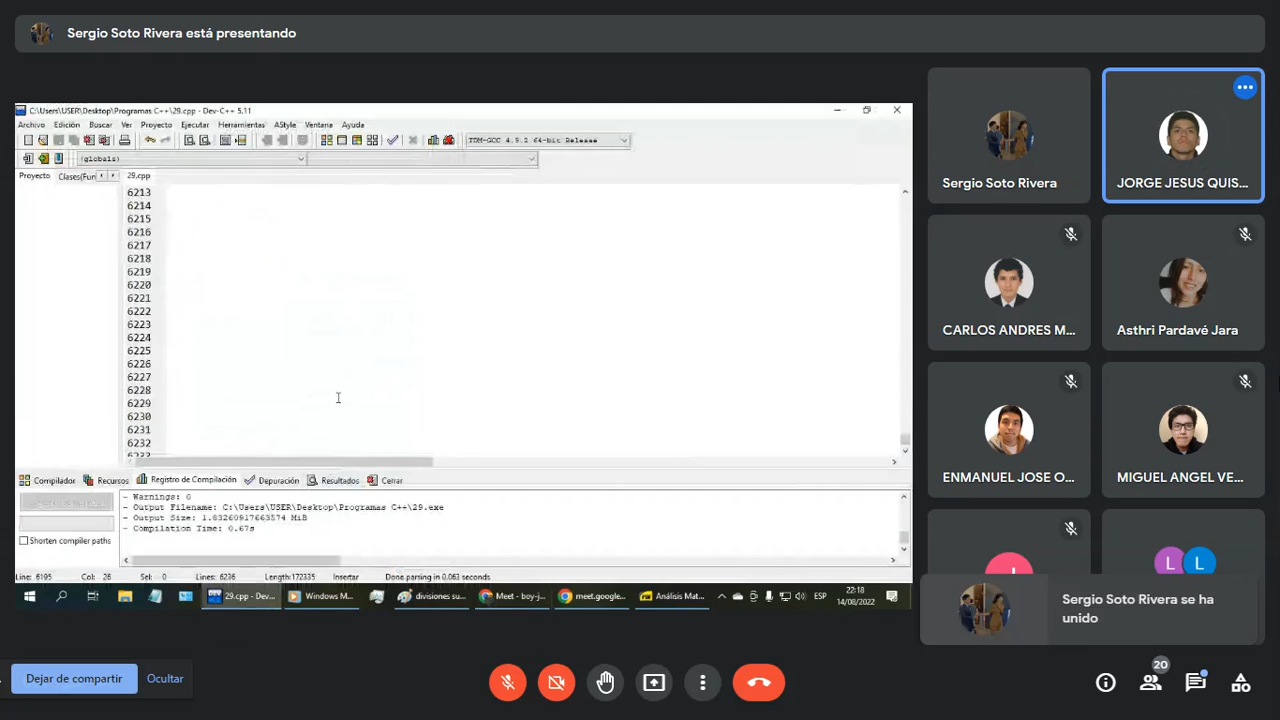 Sergio Soto Rivera está presentando
C:\Users\USER\Desktop\Programas C++\29.cpp - Dev-C++ 5.11
Archivo Edición Buscar Ver Proyecto Ejecutar Herramientas AStyle Ventana Ayuda
TDM-GCC 4.9.2 64-bit Release
(globals)
Proyecto Clases(Fun 29.cpp
6213
6214
6215
6216
6217
6218
6219
6220
6221
6222
6223
6224
6225
6226
6227
6228
6229
6230
6231
6232
6233
Compilador Recursos Registro de Compilación Depuración Resultados Cerrar
- Warnings: 0
- Output Filename: C:\Users\USER\Desktop\Programas C++\29.exe
- Output Size: 1.83260917663574 MiB
- Compilation Time: 0.67s
Shorten compiler paths
Line: 6195 Col: 26 Sel: 0 Lines: 6236 Length: 172335 Insertar Done parsing in 0.063 seconds
29.cpp - Dev... Windows M... divisiones su... Meet - boy-j... meet.google... Análisis Mat... ESP 22:18
14/08/2022
Sergio Soto Rivera
JORGE JESUS QUIS...
CARLOS ANDRES M...
Asthri Pardavé Jara
ENMANUEL JOSE O...
MIGUEL ANGEL VE...
L L
Sergio Soto Rivera se ha
unido
Dejar de compartir Ocultar
20